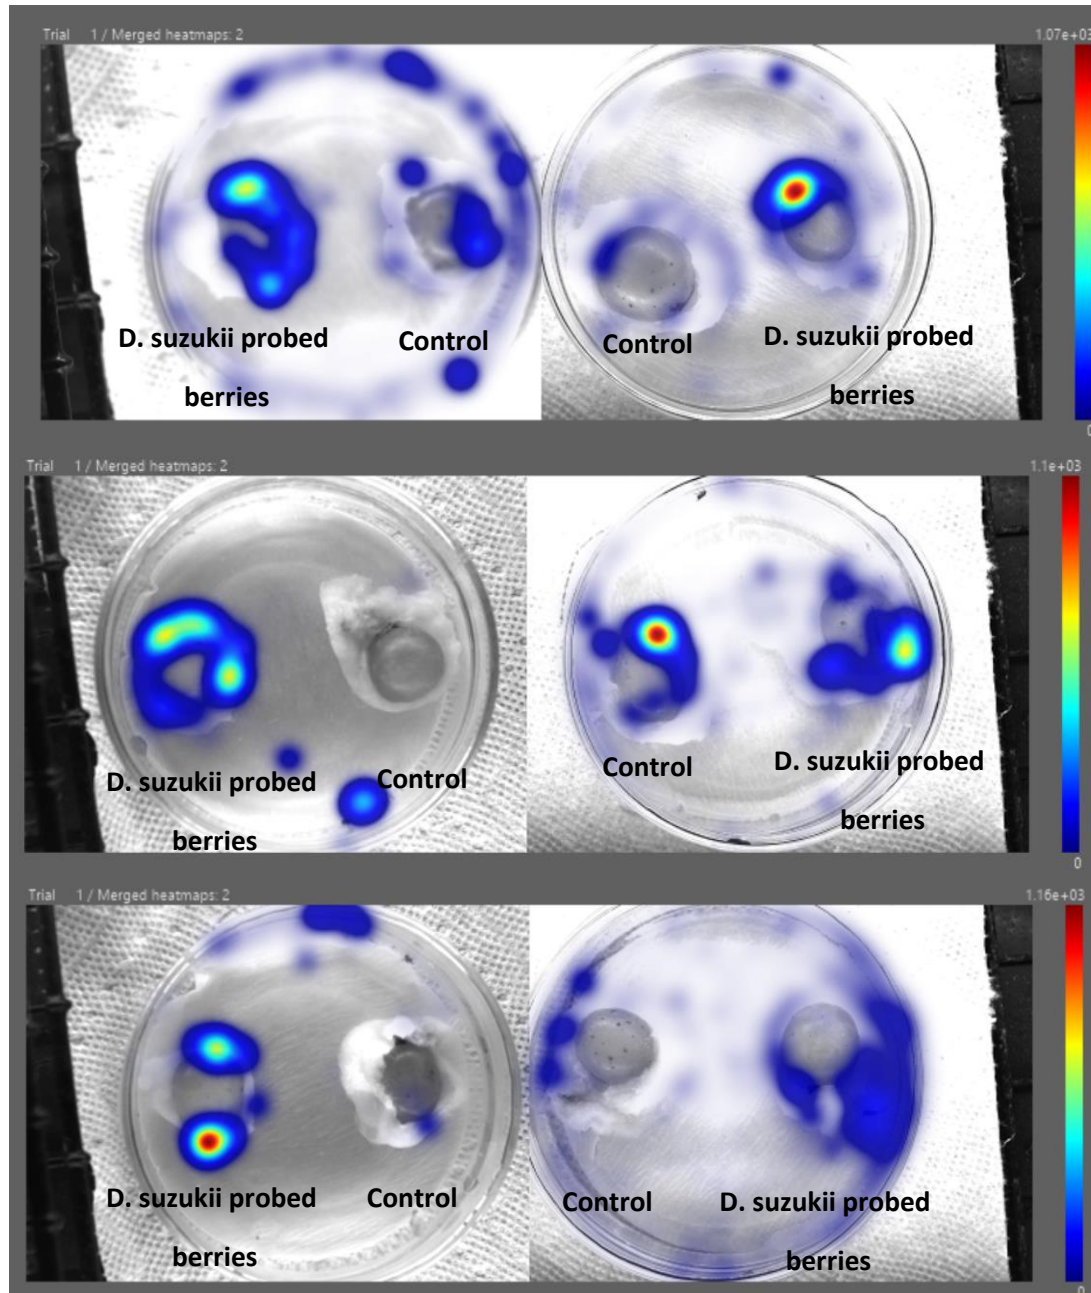 Trial 1 / Merged heatmaps: 2
1.07e+03
D. suzukii probed
berries
Control
Control
D. suzukii probed
berries
0
Trial 1 / Merged heatmaps: 2
1.1e+03
D. suzukii probed
berries
Control
Control
D. suzukii probed
berries
0
Trial 1 / Merged heatmaps: 2
1.16e+03
D. suzukii probed
berries
Control
Control
D. suzukii probed
berries
0